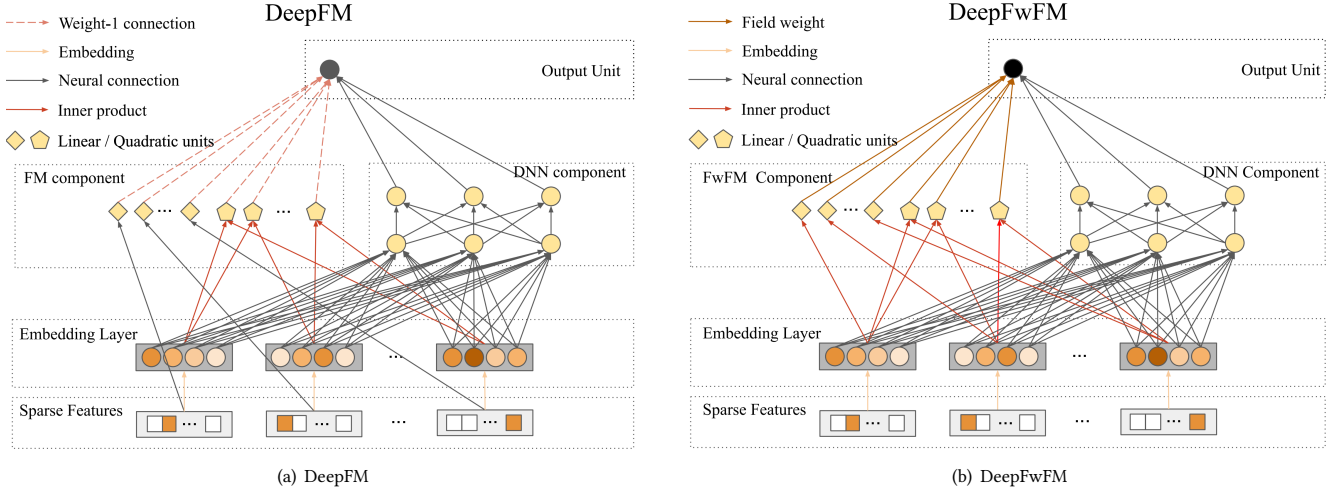 DeepFM
Weight-1 connection
Embedding
Neural connection
Inner product
Linear / Quadratic units
Output Unit
FM component
DNN component
...
...
Embedding Layer
...
Sparse Features
...
...
...
...
(a) DeepFM
DeepFwFM
Field weight
Embedding
Neural connection
Inner product
Linear / Quadratic units
Output Unit
FwFM Component
DNN Component
...
...
Embedding Layer
...
Sparse Features
...
...
...
...
(b) DeepFwFM